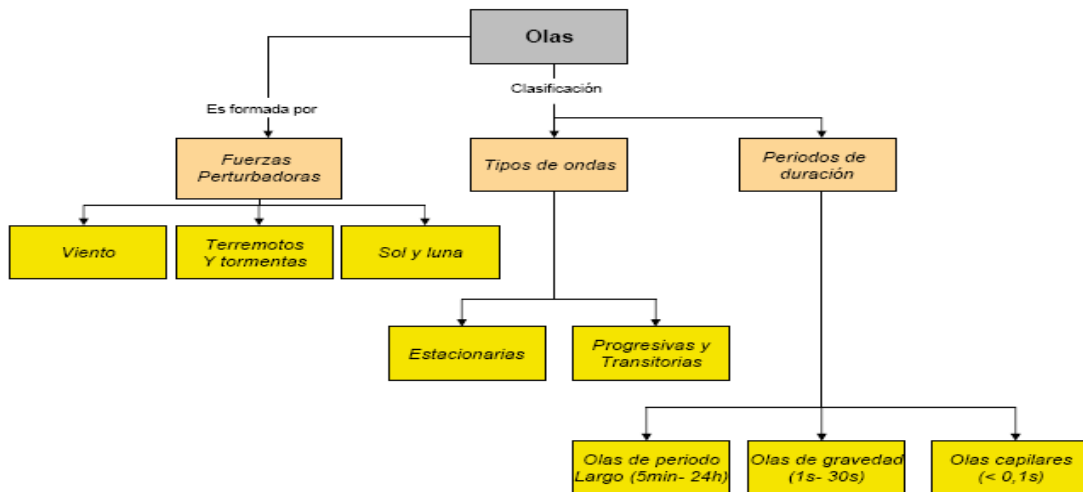 Olas
Clasificación
Es formada por
Fuerzas
Perturbadoras
Tipos de ondas
Periodos de
duración
Viento
Terremotos
Y tormentas
Sol y luna
Estacionarias
Progresivas y
Transitorias
Olas de periodo
Largo (5min- 24h)
Olas de gravedad
(1s- 30s)
Olas capilares
(< 0,1s)